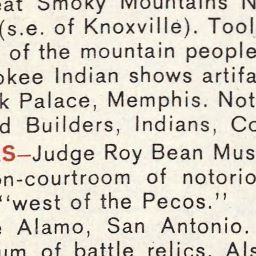 eat Smoky Mountains N
(s.e. of Knoxville). Tool
of the mountain people
okee Indian shows artifa
k Palace, Memphis. Not
d Builders, Indians, Co
S—Judge Roy Bean Mus
on-courtroom of notorio
"west of the Pecos."
e Alamo, San Antonio.
um of battle relics. Als